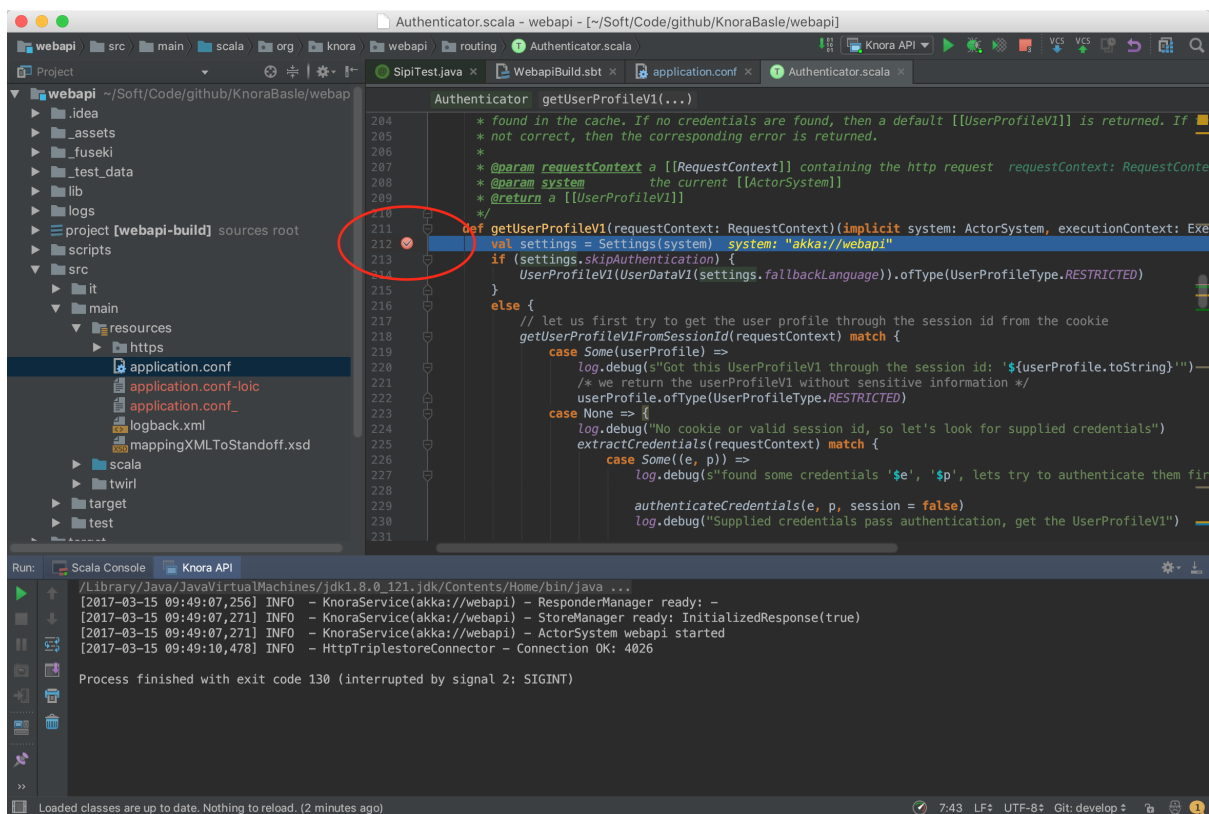 Authenticator.scala - webapi - [~/Soft/Code/github/KnoraBasle/webapi]
webapi src main scala org knora webapi routing Authenticator.scala Knora API VCS VCS
Project SipiTest.java × WebapiBuild.sbt × application.conf × Authenticator.scala ×
webapi ~/Soft/Code/github/KnoraBasle/webap
.idea
_assets
_fuseki
_test_data
lib
logs
project [webapi-build] sources root
scripts
src
it
main
resources
https
application.conf
application.conf-loic
application.conf_
logback.xml
mappingXMLToStandoff.xsd
scala
twirl
target
test
Authenticator getUserProfileV1(...)
204 * found in the cache. If no credentials are found, then a default [[UserProfileV1]] is returned. If
205 * not correct, then the corresponding error is returned.
206 *
207 * @param requestContext a [[RequestContext]] containing the http request requestContext: RequestConte
208 * @param system the current [[ActorSystem]]
209 * @return a [[UserProfileV1]]
210 */
211 def getUserProfileV1(requestContext: RequestContext)(implicit system: ActorSystem, executionContext: Exe
212 val settings = Settings(system) system: "akka://webapi"
213 if (settings.skipAuthentication) {
214 UserProfileV1(UserDataV1(settings.fallbackLanguage)).ofType(UserProfileType.RESTRICTED)
215 }
216 else {
217 // let us first try to get the user profile through the session id from the cookie
218 getUserProfileV1FromSessionId(requestContext) match {
219 case Some(userProfile) =>
220 log.debug(s"Got this UserProfileV1 through the session id: '${userProfile.toString}'")
221 /* we return the userProfileV1 without sensitive information */
222 userProfile.ofType(UserProfileType.RESTRICTED)
223 case None => {
224 log.debug("No cookie or valid session id, so let's look for supplied credentials")
225 extractCredentials(requestContext) match {
226 case Some((e, p)) =>
227 log.debug(s"found some credentials '$e', '$p', lets try to authenticate them fir
228
229 authenticateCredentials(e, p, session = false)
230 log.debug("Supplied credentials pass authentication, get the UserProfileV1")
231
Run: Scala Console Knora API
/Library/Java/JavaVirtualMachines/jdk1.8.0_121.jdk/Contents/Home/bin/java ...
[2017-03-15 09:49:07,256] INFO - KnoraService(akka://webapi) - ResponderManager ready: -
[2017-03-15 09:49:07,271] INFO - KnoraService(akka://webapi) - StoreManager ready: InitializedResponse(true)
[2017-03-15 09:49:07,271] INFO - KnoraService(akka://webapi) - ActorSystem webapi started
[2017-03-15 09:49:10,478] INFO - HttpTriplestoreConnector - Connection OK: 4026
Process finished with exit code 130 (interrupted by signal 2: SIGINT)
Loaded classes are up to date. Nothing to reload. (2 minutes ago) 7:43 LF UTF-8 Git: develop 1